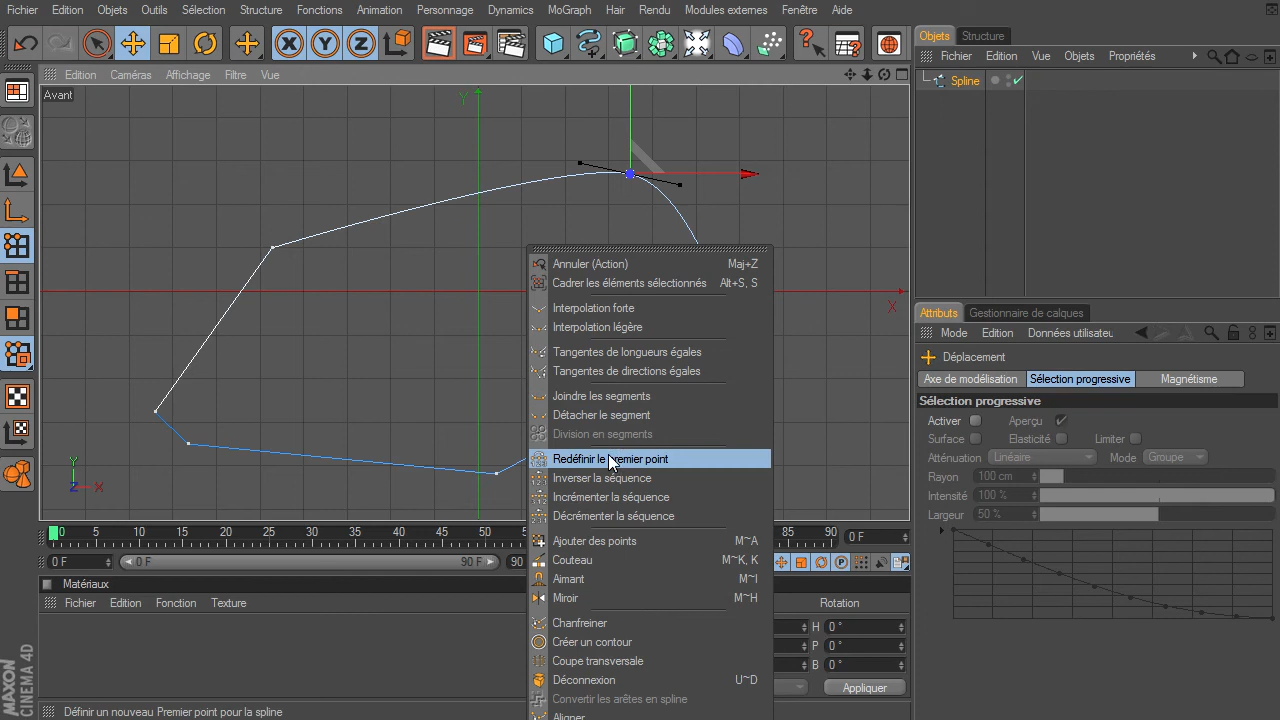 Fichier Edition Objets Outils Sélection Structure Fonctions Animation Personnage Dynamics MoGraph Hair Rendu Modules externes Fenêtre Aide
X Y Z
Objets Structure
Fichier Edition Vue Objets Propriétés
Spline
Edition Caméras Affichage Filtre Vue
Avant
Y
X
Y
Z X
Annuler (Action) Maj+Z
Cadrer les éléments sélectionnés Alt+S, S
Interpolation forte
Interpolation légère
Tangentes de longueurs égales
Tangentes de directions égales
Joindre les segments
Détacher le segment
Division en segments
Redéfinir le premier point
Inverser la séquence
Incrémenter la séquence
Décrémenter la séquence
Ajouter des points M~A
Couteau M~K, K
Aimant M~I
Miroir M~H
Chanfreiner
Créer un contour
Coupe transversale
Déconnexion U~D
Convertir les arêtes en spline
Aligner
Attributs Gestionnaire de calques
Mode Edition Données utilisateu
Déplacement
Axe de modélisation Sélection progressive Magnétisme
Sélection progressive
Activer Aperçu
Surface Elasticité Limiter
Atténuation Linéaire Mode Groupe
Rayon 100 cm
Intensité 100 %
Largeur 50 %
0 5 10 15 20 25 30 35 40 45 50 85 90 0 F
0 F 0 F 90 F 90
P
Matériaux
Fichier Edition Fonction Texture
Rotation
H 0 °
P 0 °
B 0 °
Appliquer
MAXON
CINEMA 4D
Définir un nouveau Premier point pour la spline